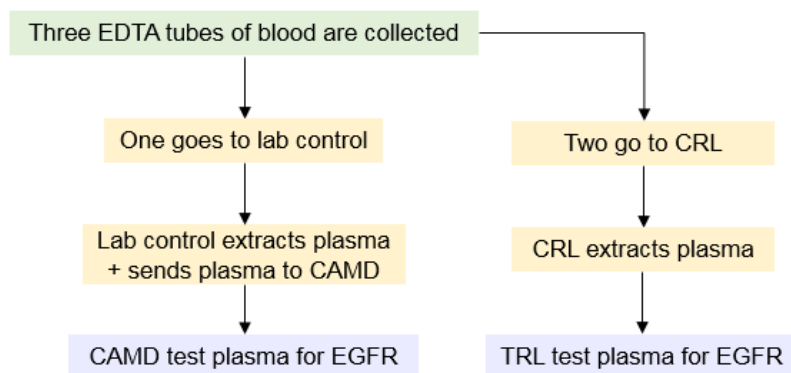 Three EDTA tubes of blood are collected
One goes to lab control
Two go to CRL
Lab control extracts plasma
+ sends plasma to CAMD
CRL extracts plasma
CAMD test plasma for EGFR
TRL test plasma for EGFR